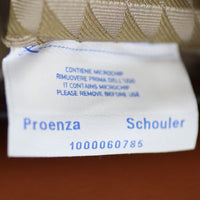 CONTIENE MICROCHIP
RIMUOVERE PRIMA DELL' USO
IT CONTAINS MICROCHIP
PLEASE REMOVE BEFORE USE
Proenza Schouler
1000060785